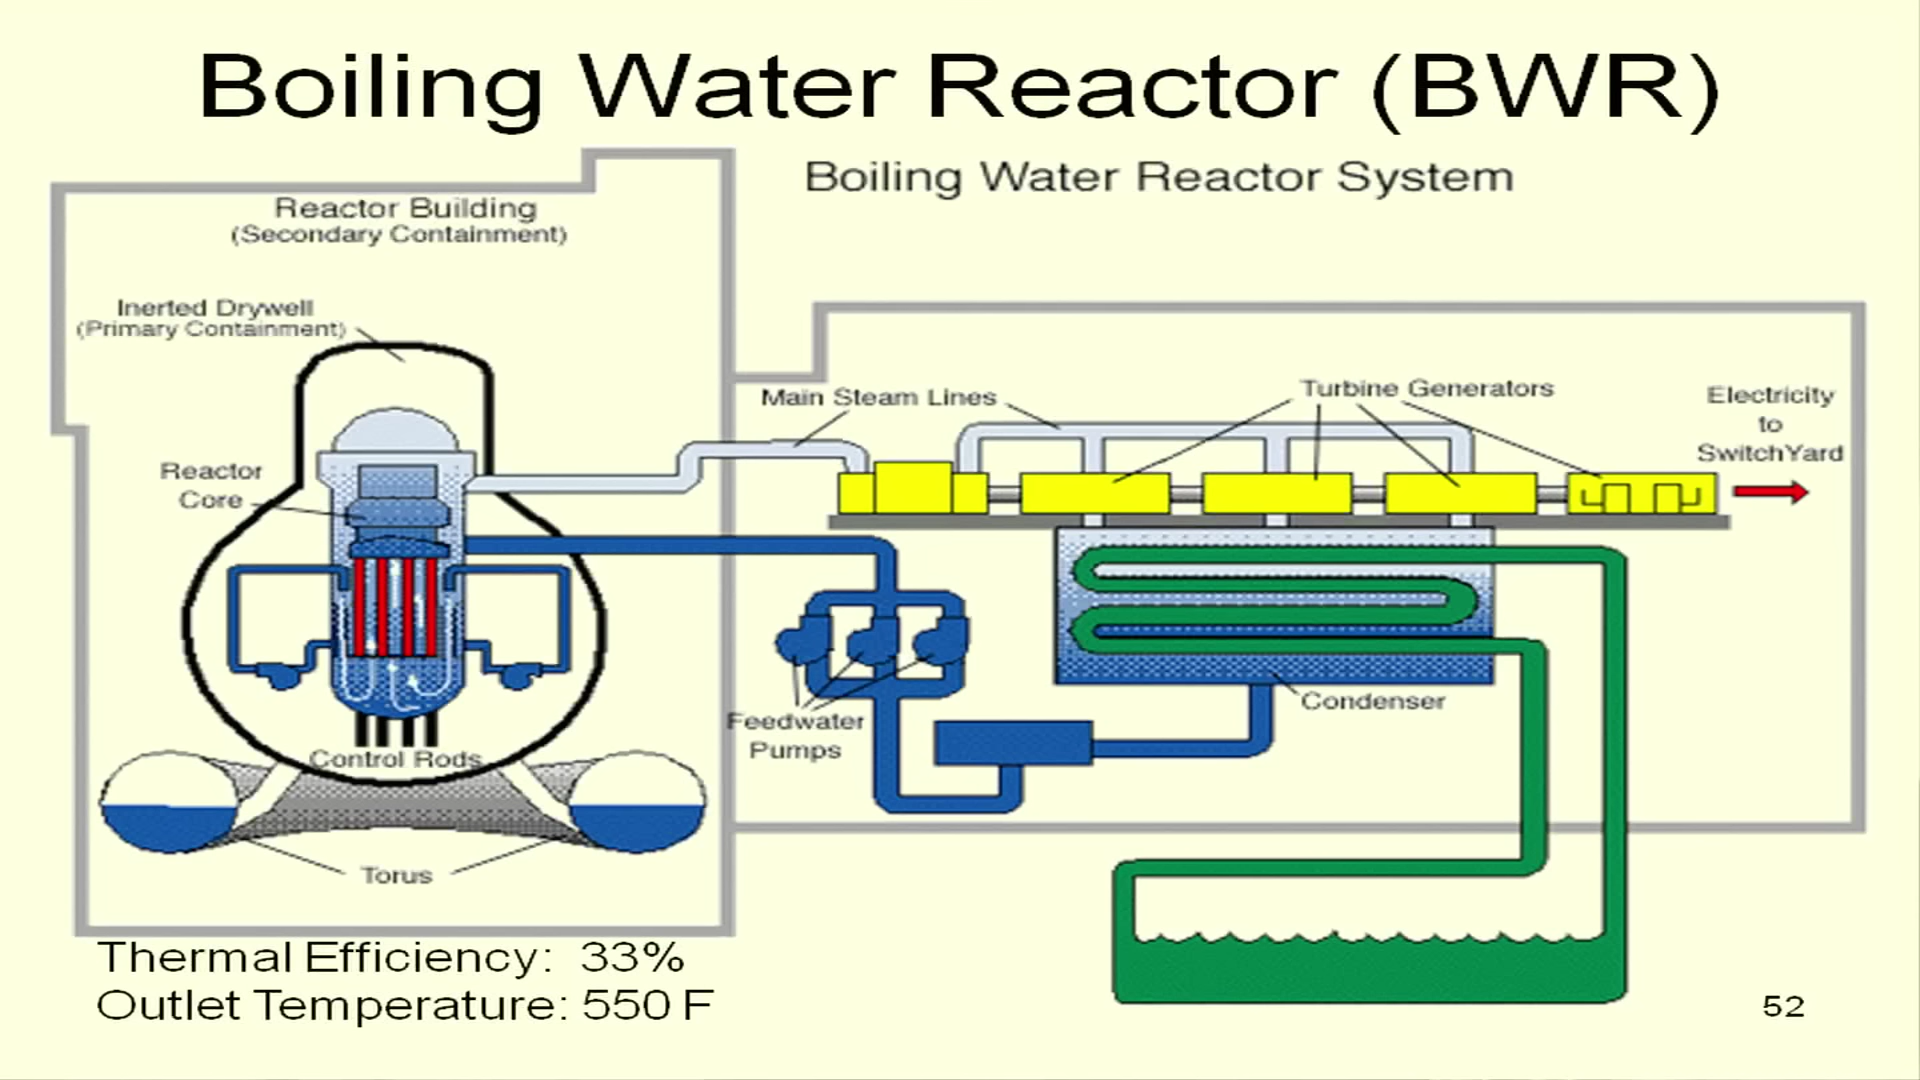 Boiling Water Reactor (BWR)
Boiling Water Reactor System
Reactor Building
(Secondary Containment)
Inerted Drywell
(Primary Containment)
Main Steam Lines
Turbine Generators
Electricity
to
SwitchYard
Reactor
Core
Condenser
Feedwater
Pumps
Control Rods
Torus
Thermal Efficiency: 33%
Outlet Temperature: 550 F
52